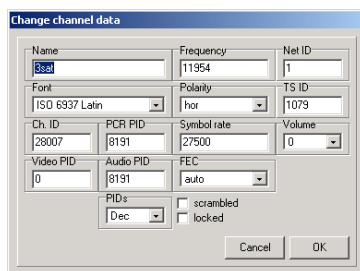 Change channel data
Name Frequency Net ID
3sat 11954 1
Font Polarity TS ID
ISO 6937 Latin hor 1079
Ch. ID PCR PID Symbol rate Volume
28007 8191 27500 0
Video PID Audio PID FEC
0 8191 auto
PIDs scrambled
Dec locked
Cancel OK